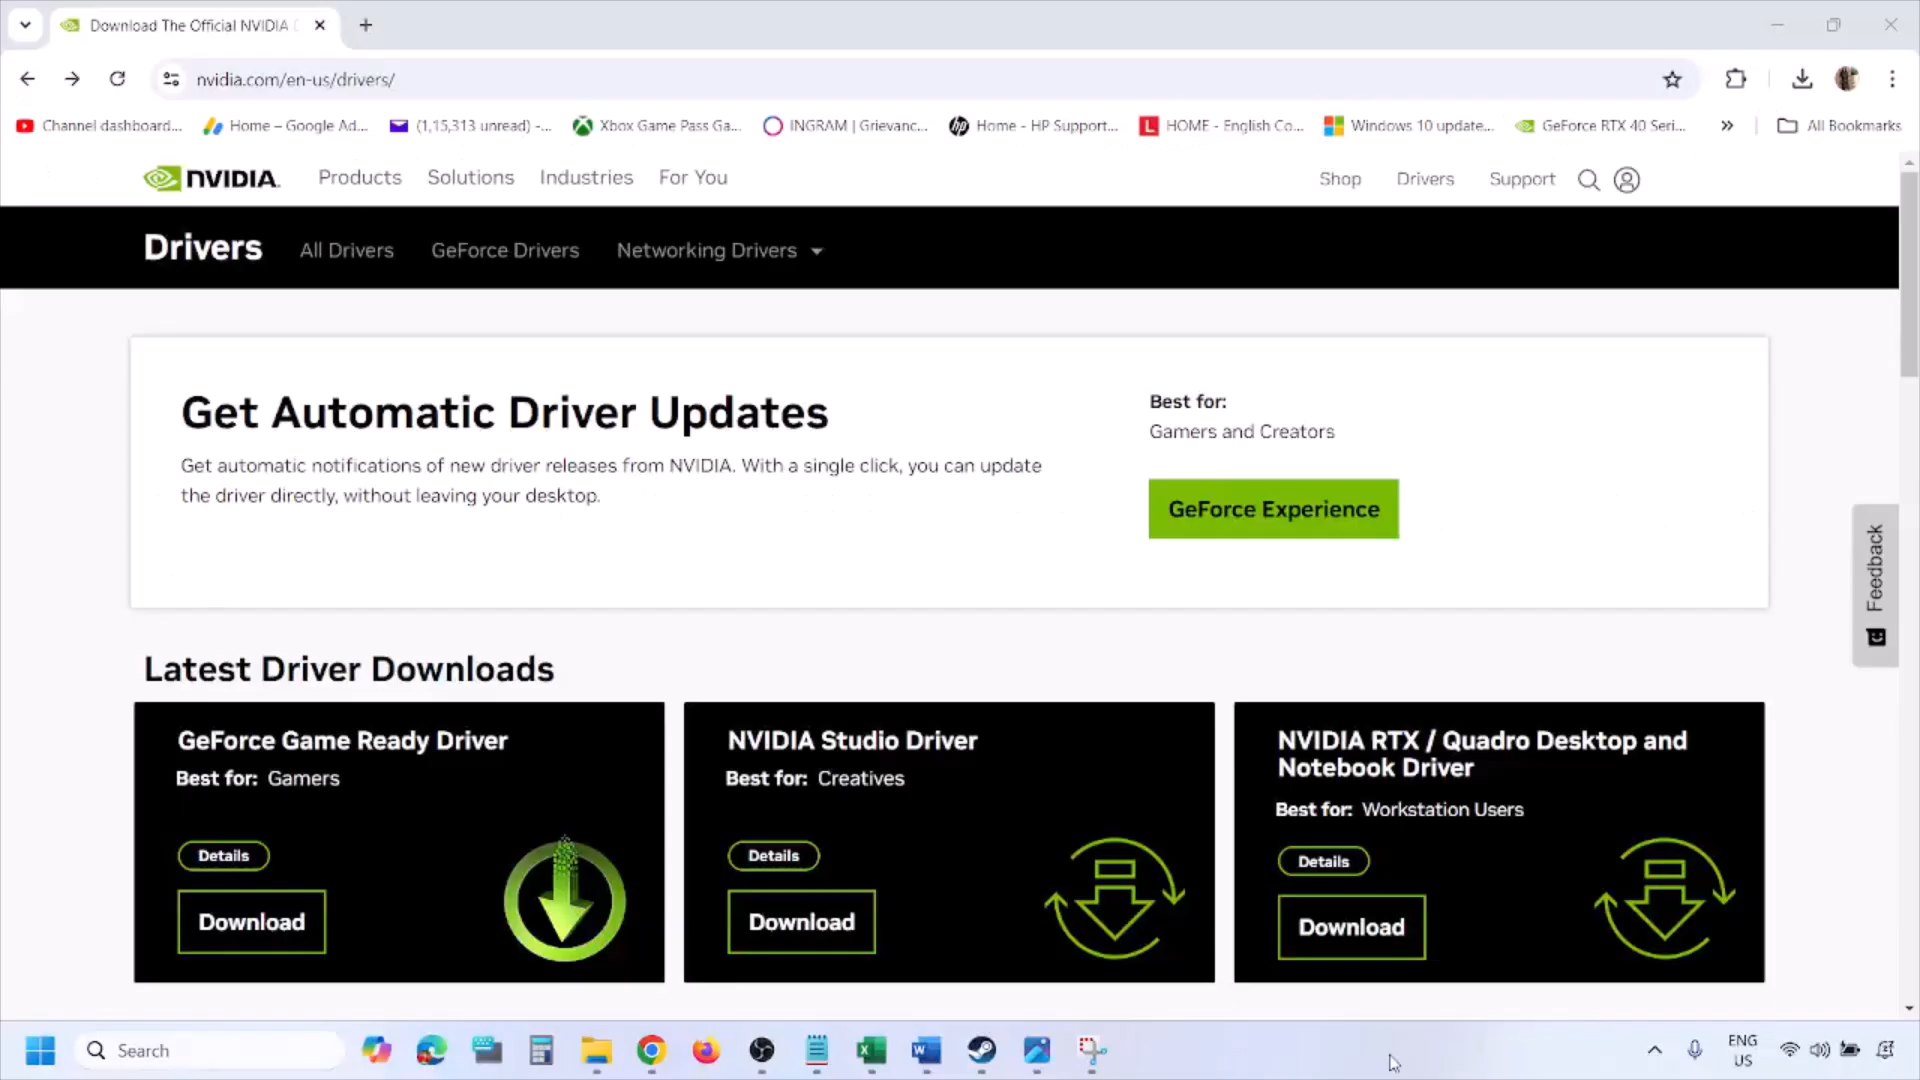 Download The Official NVIDIA
nvidia.com/en-us/drivers/
Channel dashboard...
Home – Google Ad...
(1,15,313 unread) -...
Xbox Game Pass Ga...
INGRAM | Grievanc...
Home - HP Support...
HOME - English Co...
Windows 10 update...
GeForce RTX 40 Seri...
All Bookmarks
NVIDIA.
Products
Solutions
Industries
For You
Shop
Drivers
Support
Drivers
All Drivers
GeForce Drivers
Networking Drivers
Get Automatic Driver Updates
Get automatic notifications of new driver releases from NVIDIA. With a single click, you can update
the driver directly, without leaving your desktop.
Best for:
Gamers and Creators
GeForce Experience
Feedback
Latest Driver Downloads
GeForce Game Ready Driver
Best for: Gamers
Details
Download
NVIDIA Studio Driver
Best for: Creatives
Details
Download
NVIDIA RTX / Quadro Desktop and
Notebook Driver
Best for: Workstation Users
Details
Download
Search
ENG
US